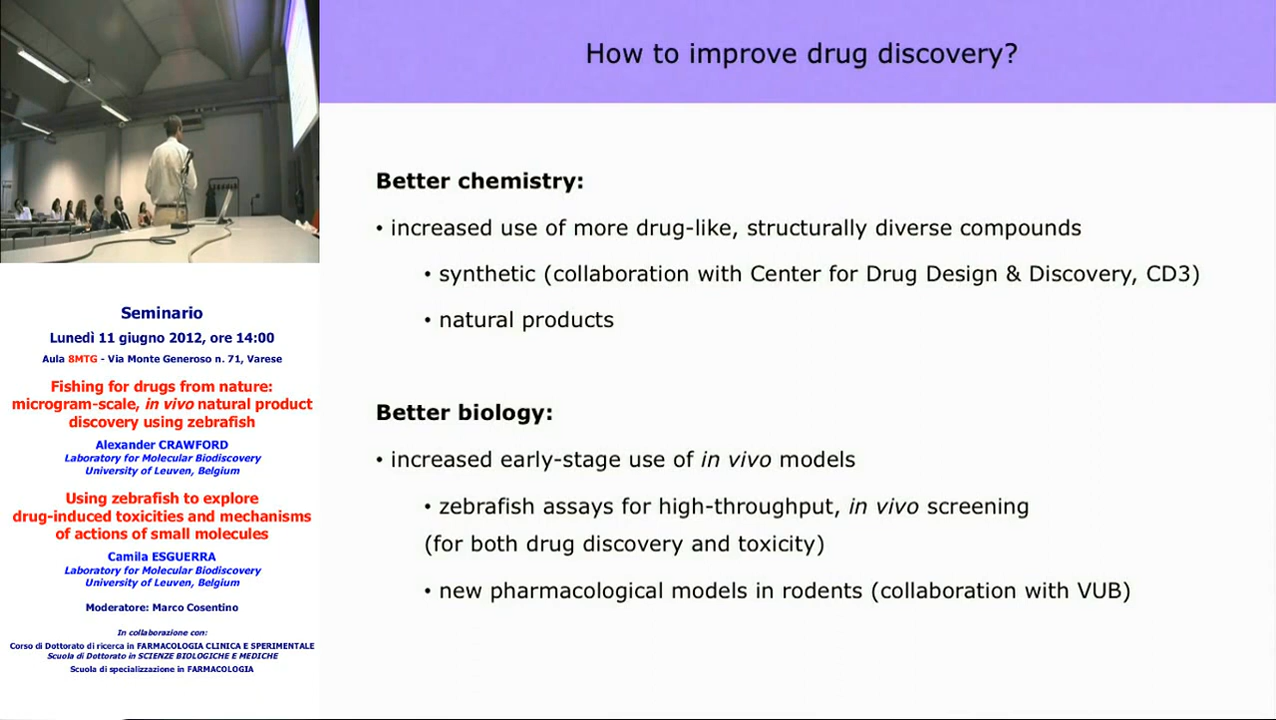 How to improve drug discovery?
Better chemistry:
• increased use of more drug-like, structurally diverse compounds
• synthetic (collaboration with Center for Drug Design & Discovery, CD3)
• natural products
Better biology:
• increased early-stage use of in vivo models
• zebrafish assays for high-throughput, in vivo screening
(for both drug discovery and toxicity)
• new pharmacological models in rodents (collaboration with VUB)
Seminario
Lunedì 11 giugno 2012, ore 14:00
Aula 8MTG - Via Monte Generoso n. 71, Varese
Fishing for drugs from nature:
microgram-scale, in vivo natural product
discovery using zebrafish
Alexander CRAWFORD
Laboratory for Molecular Biodiscovery
University of Leuven, Belgium
Using zebrafish to explore
drug-induced toxicities and mechanisms
of actions of small molecules
Camila ESGUERRA
Laboratory for Molecular Biodiscovery
University of Leuven, Belgium
Moderatore: Marco Cosentino
In collaborazione con:
Corso di Dottorato di ricerca in FARMACOLOGIA CLINICA E SPERIMENTALE
Scuola di Dottorato in SCIENZE BIOLOGICHE E MEDICHE
Scuola di specializzazione in FARMACOLOGIA